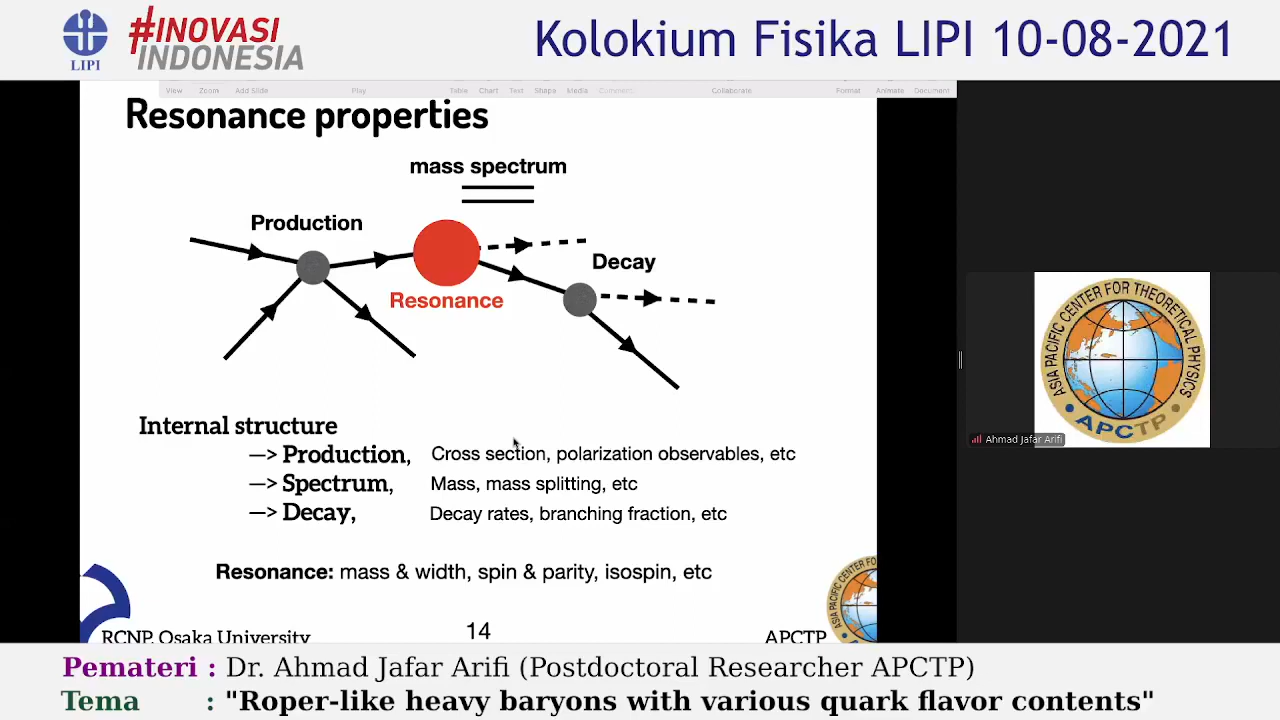 LIPI
#INOVASI
INDONESIA
Kolokium Fisika LIPI 10-08-2021
View Zoom Add Slide Play Table Chart Text Shape Media Comment Collaborate Format Animate Document
Resonance properties
mass spectrum
Production
Decay
Resonance
Internal structure
—> Production, Cross section, polarization observables, etc
—> Spectrum, Mass, mass splitting, etc
—> Decay, Decay rates, branching fraction, etc
Resonance: mass & width, spin & parity, isospin, etc
RCNP, Osaka University
14
APCTP
ASIA PACIFIC CENTER FOR THEORETICAL PHYSICS
APCTP
Ahmad Jafar Arifi
Pemateri : Dr. Ahmad Jafar Arifi (Postdoctoral Researcher APCTP)
Tema : "Roper-like heavy baryons with various quark flavor contents"